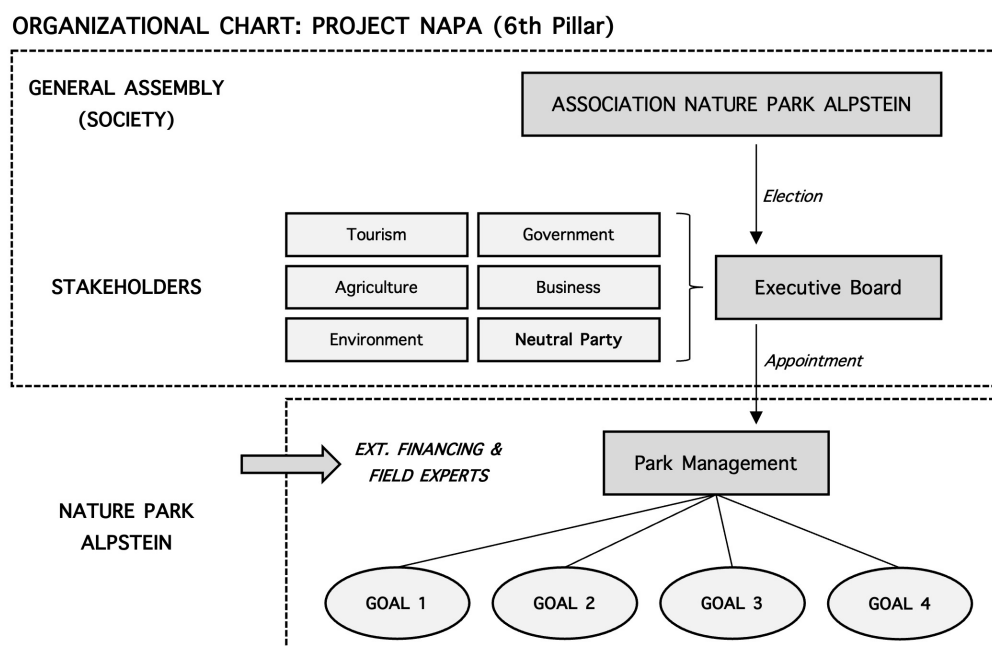 ORGANIZATIONAL CHART: PROJECT NAPA (6th Pillar)
GENERAL ASSEMBLY
(SOCIETY)
ASSOCIATION NATURE PARK ALPSTEIN
Election
STAKEHOLDERS
Tourism
Government
Agriculture
Business
Environment
Neutral Party
Executive Board
Appointment
NATURE PARK
ALPSTEIN
EXT. FINANCING &
FIELD EXPERTS
Park Management
GOAL 1
GOAL 2
GOAL 3
GOAL 4